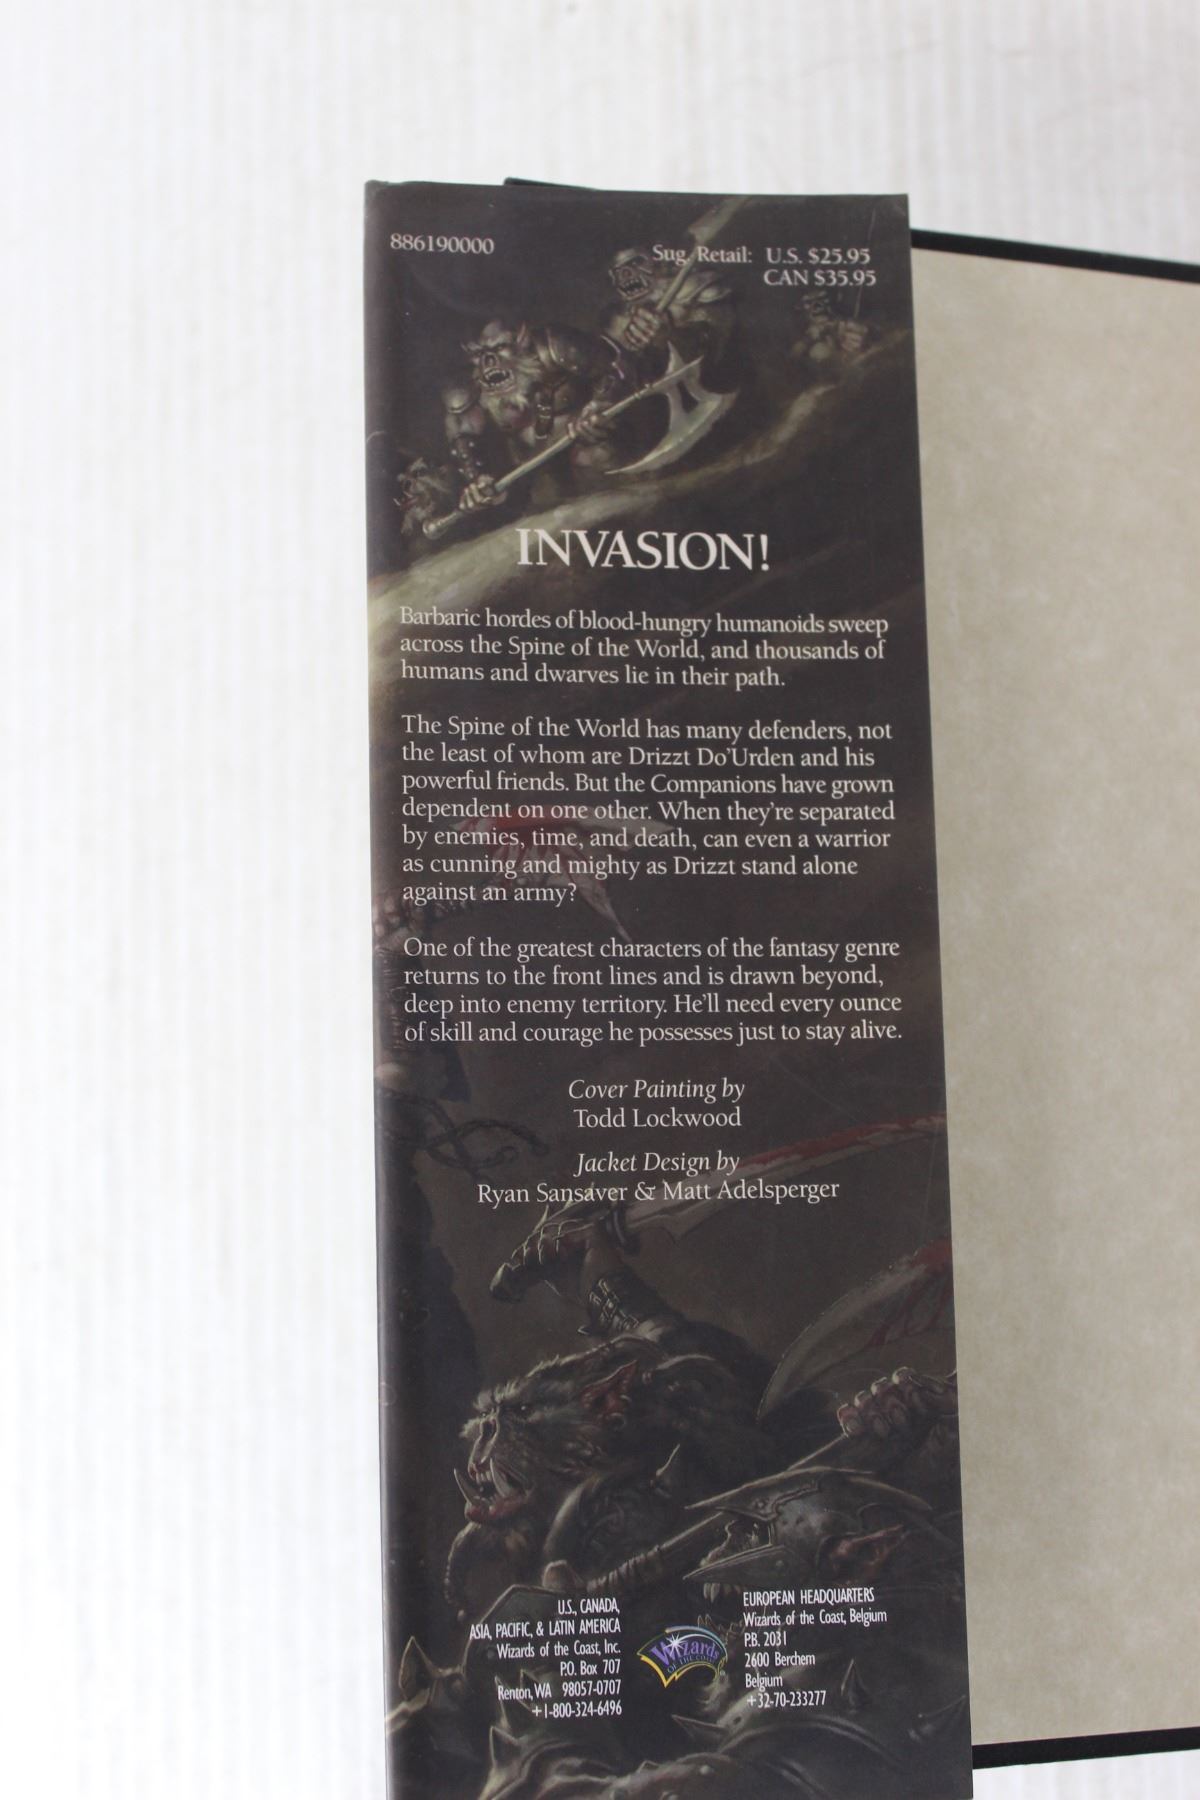 886190000
Sug. Retail: U.S. $25.95
CAN $35.95
INVASION!
Barbaric hordes of blood-hungry humanoids sweep
across the Spine of the World, and thousands of
humans and dwarves lie in their path.
The Spine of the World has many defenders, not
the least of whom are Drizzt Do'Urden and his
powerful friends. But the Companions have grown
dependent on one other. When they're separated
by enemies, time, and death, can even a warrior
as cunning and mighty as Drizzt stand alone
against an army?
One of the greatest characters of the fantasy genre
returns to the front lines and is drawn beyond,
deep into enemy territory. He'll need every ounce
of skill and courage he possesses just to stay alive.
Cover Painting by
Todd Lockwood
Jacket Design by
Ryan Sansaver & Matt Adelsperger
U.S., CANADA,
ASIA, PACIFIC, & LATIN AMERICA
Wizards of the Coast, Inc.
P.O. Box 707
Renton, WA 98057-0707
+1-800-324-6496
Wizards
OF THE COAST
EUROPEAN HEADQUARTERS
Wizards of the Coast, Belgium
P.B. 2031
2600 Berchem
Belgium
+32-70-233277